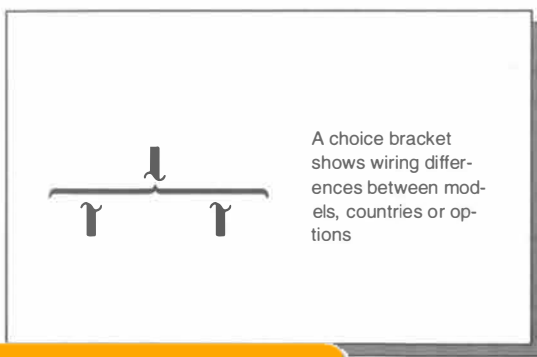 A choice bracket
shows wiring differ-
ences between mod-
els, countries or op-
tions